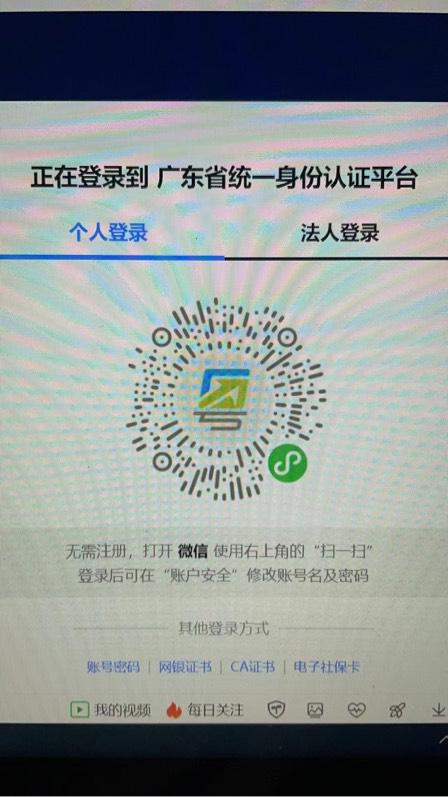 正在登录到 广东省统一身份认证平台
个人登录 法人登录
无需注册，打开 微信 使用右上角的“扫一扫”
登录后可在“账户安全”修改账号名及密码
其他登录方式
账号密码 | 网银证书 | CA证书 | 电子社保卡
我的视频 每日关注